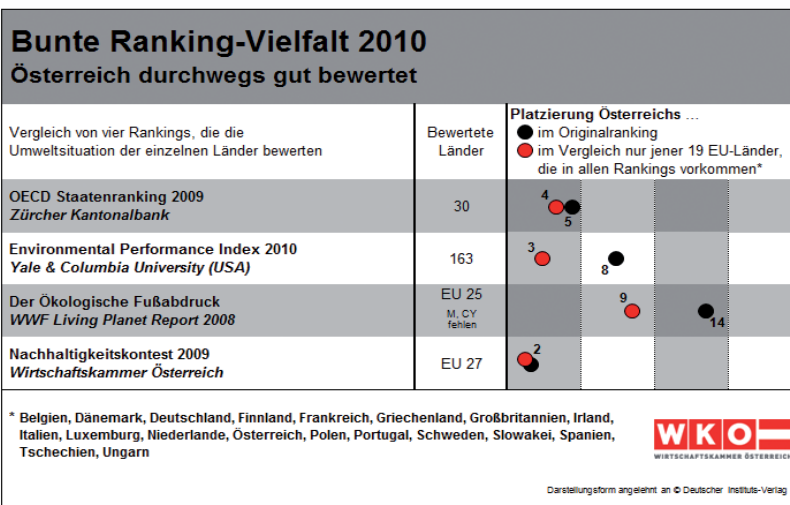 Bunte Ranking-Vielfalt 2010
Österreich durchwegs gut bewertet
Vergleich von vier Rankings, die die
Umweltsituation der einzelnen Länder bewerten
Bewertete
Länder
Platzierung Österreichs ...
im Originalranking
im Vergleich nur jener 19 EU-Länder,
die in allen Rankings vorkommen*
OECD Staatenranking 2009
Zürcher Kantonalbank
30
4
5
Environmental Performance Index 2010
Yale & Columbia University (USA)
163
3
8
Der Ökologische Fußabdruck
WWF Living Planet Report 2008
EU 25
M, CY
fehlen
9
14
Nachhaltigkeitskontest 2009
Wirtschaftskammer Österreich
EU 27
2
* Belgien, Dänemark, Deutschland, Finnland, Frankreich, Griechenland, Großbritannien, Irland,
Italien, Luxemburg, Niederlande, Österreich, Polen, Portugal, Schweden, Slowakei, Spanien,
Tschechien, Ungarn
WKO
WIRTSCHAFTSKAMMER ÖSTERREICH
Darstellungsform angelehnt an © Deutscher Instituts-Verlag